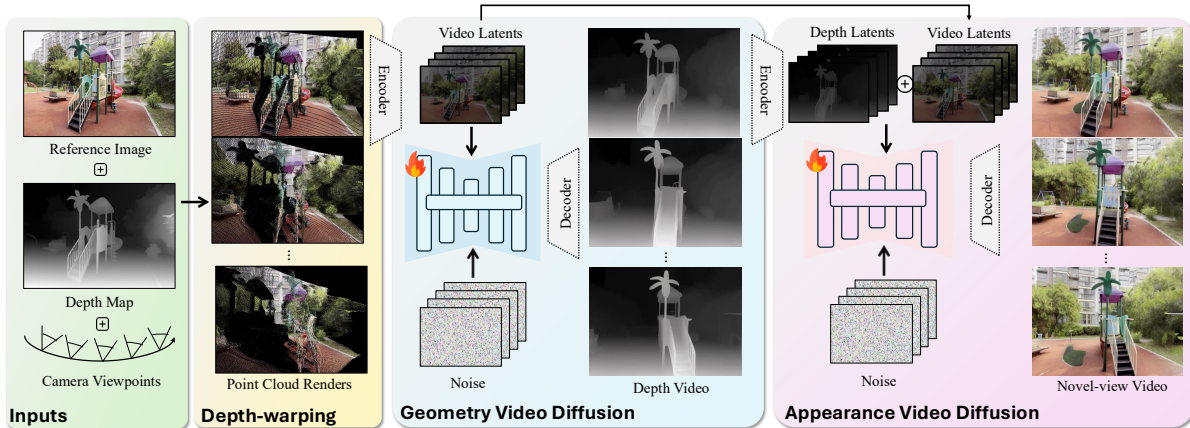 Reference Image
Depth Map
Camera Viewpoints
Inputs
Point Cloud Renders
Depth-warping
Encoder
Video Latents
Noise
Decoder
Depth Video
Geometry Video Diffusion
Encoder
Depth Latents
Video Latents
Noise
Decoder
Novel-view Video
Appearance Video Diffusion